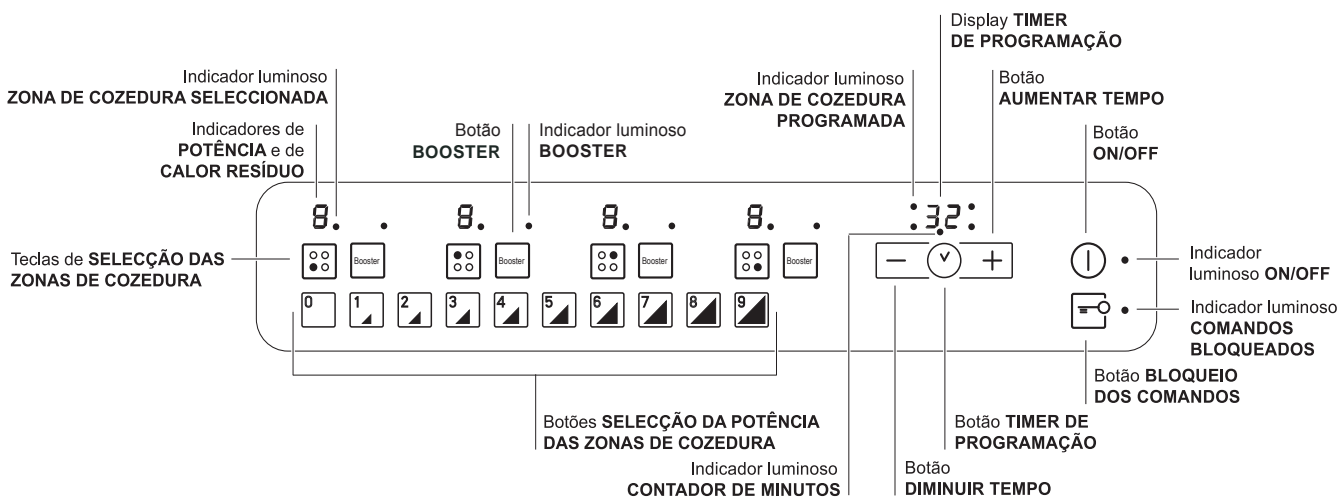 Display TIMER
DE PROGRAMAÇÃO
Indicador luminoso
ZONA DE COZEDURA SELECCIONADA
Indicador luminoso
ZONA DE COZEDURA
PROGRAMADA
Botão
AUMENTAR TEMPO
Indicadores de
POTÊNCIA e de
CALOR RESÍDUO
Botão
BOOSTER
Indicador luminoso
BOOSTER
Botão
ON/OFF
8. 8. 8. 8. 32
Teclas de SELECÇÃO DAS
ZONAS DE COZEDURA
Booster Booster Booster Booster
Indicador
luminoso ON/OFF
0 1 2 3 4 5 6 7 8 9
Indicador luminoso
COMANDOS
BLOQUEADOS
Botão BLOQUEIO
DOS COMANDOS
Botões SELECÇÃO DA POTÊNCIA
DAS ZONAS DE COZEDURA
Botão TIMER DE
PROGRAMAÇÃO
Indicador luminoso
CONTADOR DE MINUTOS
Botão
DIMINUIR TEMPO